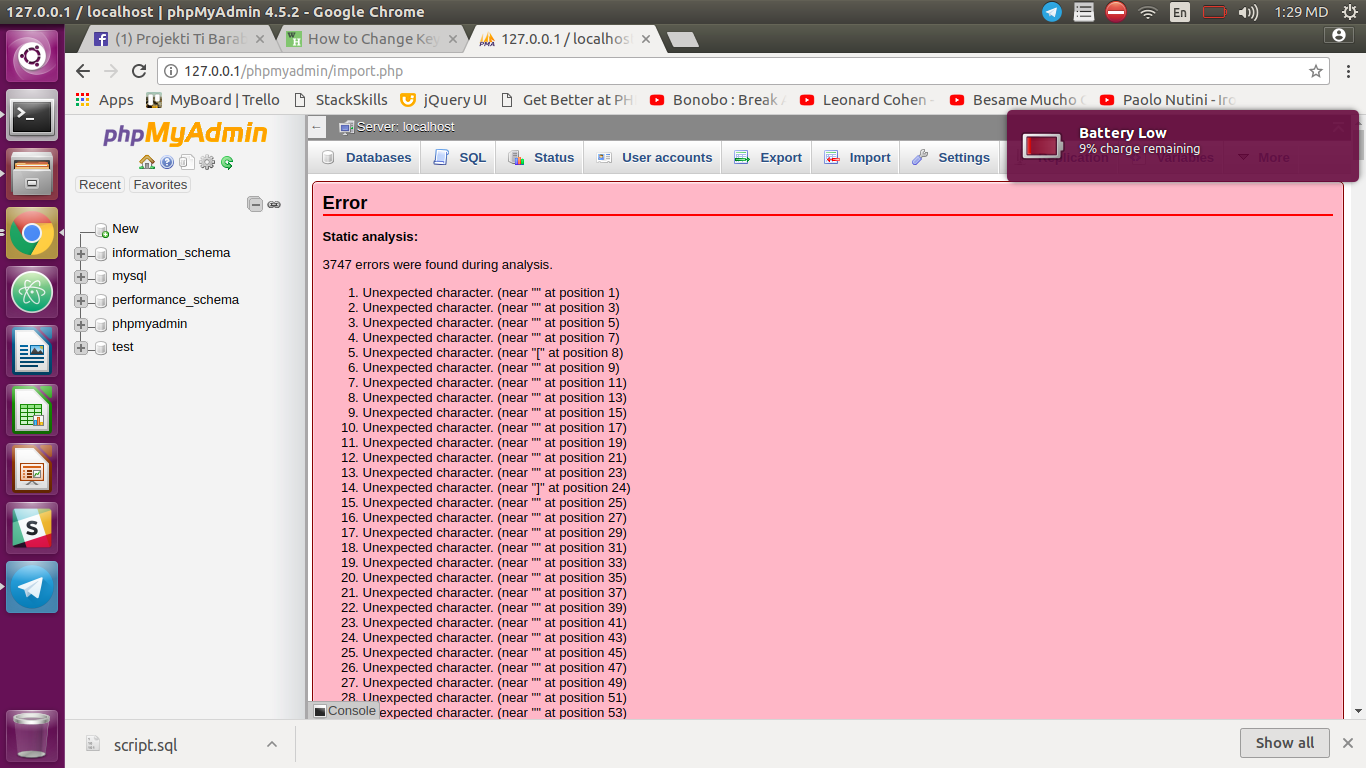 127.0.0.1 / localhost | phpMyAdmin 4.5.2 - Google Chrome
En
1:29 MD
(1) Projekti Ti Barab
How to Change Key
127.0.0.1 / localhost
127.0.0.1/phpmyadmin/import.php
Apps
MyBoard | Trello
StackSkills
jQuery UI
Get Better at PH
Bonobo : Break
Leonard Cohen -
Besame Mucho
Paolo Nutini - Iro
phpMyAdmin
Recent
Favorites
New
information_schema
mysql
performance_schema
phpmyadmin
test
Server: localhost
Battery Low
9% charge remaining
Databases
SQL
Status
User accounts
Export
Import
Settings
Replication
Variables
More
Error
Static analysis:
3747 errors were found during analysis.
1. Unexpected character. (near "" at position 1)
2. Unexpected character. (near "" at position 3)
3. Unexpected character. (near "" at position 5)
4. Unexpected character. (near "" at position 7)
5. Unexpected character. (near "[" at position 8)
6. Unexpected character. (near "" at position 9)
7. Unexpected character. (near "" at position 11)
8. Unexpected character. (near "" at position 13)
9. Unexpected character. (near "" at position 15)
10. Unexpected character. (near "" at position 17)
11. Unexpected character. (near "" at position 19)
12. Unexpected character. (near "" at position 21)
13. Unexpected character. (near "" at position 23)
14. Unexpected character. (near "]" at position 24)
15. Unexpected character. (near "" at position 25)
16. Unexpected character. (near "" at position 27)
17. Unexpected character. (near "" at position 29)
18. Unexpected character. (near "" at position 31)
19. Unexpected character. (near "" at position 33)
20. Unexpected character. (near "" at position 35)
21. Unexpected character. (near "" at position 37)
22. Unexpected character. (near "" at position 39)
23. Unexpected character. (near "" at position 41)
24. Unexpected character. (near "" at position 43)
25. Unexpected character. (near "" at position 45)
26. Unexpected character. (near "" at position 47)
27. Unexpected character. (near "" at position 49)
28. Unexpected character. (near "" at position 51)
expected character. (near "" at position 53)
Console
script.sql
Show all